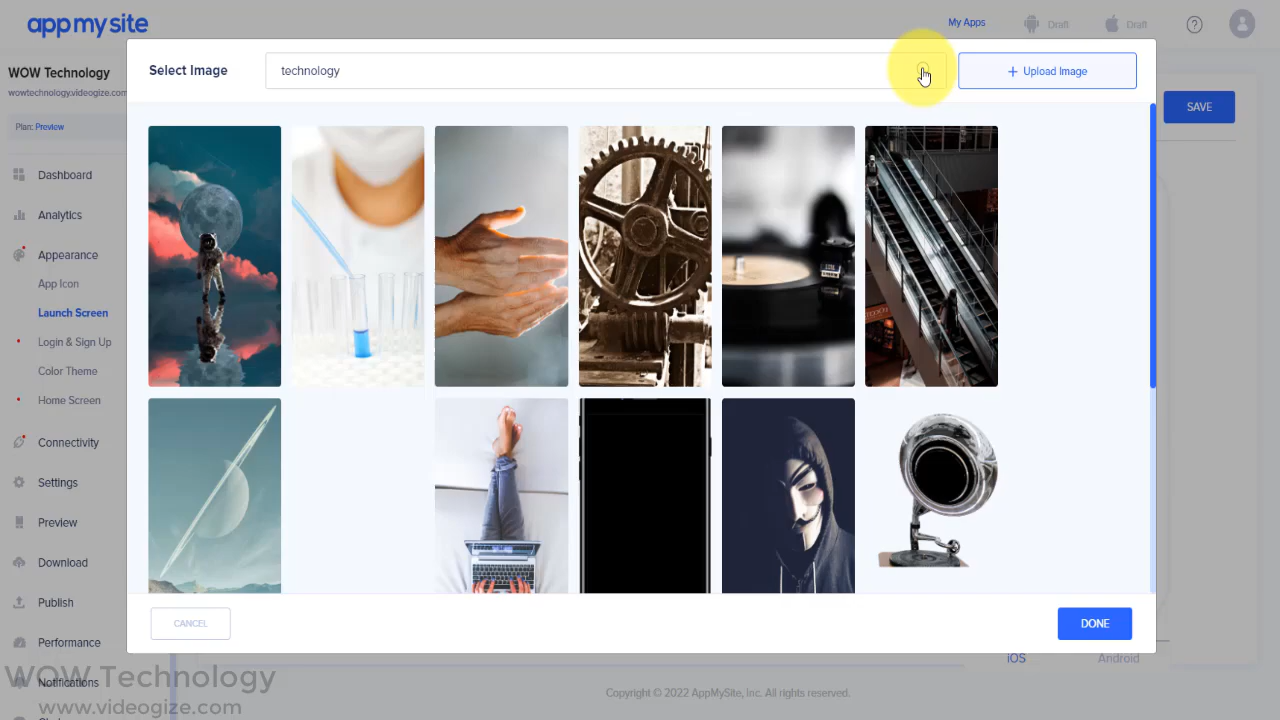 appmysite
My Apps
Draft
Draft
WOW Technology
wowtechnology.videogize.com
Plan: Preview
Select Image
technology
+ Upload Image
SAVE
Dashboard
Analytics
Appearance
App Icon
Launch Screen
Login & Sign Up
Color Theme
Home Screen
Connectivity
Settings
Preview
Download
Publish
Performance
Notifications
CANCEL
DONE
iOS
Android
Copyright © 2022 AppMySite, Inc. All rights reserved.
WOW Technology
www.videogize.com